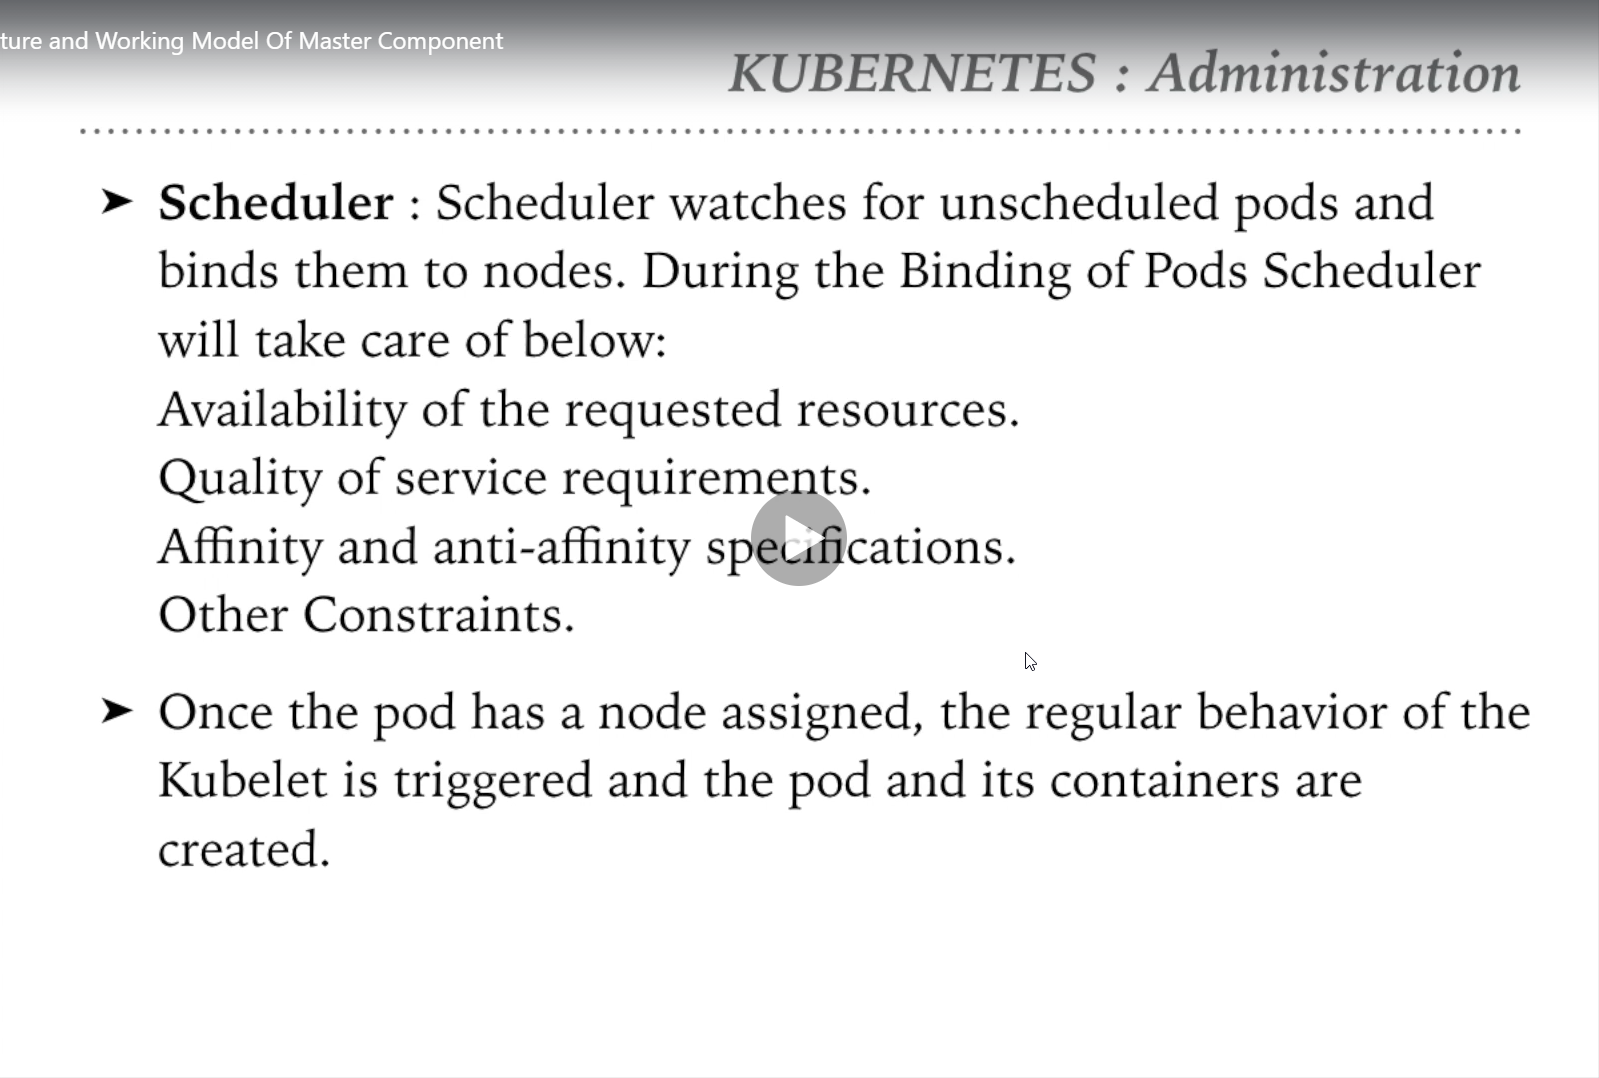 ture and Working Model Of Master Component
KUBERNETES : Administration
➤ Scheduler : Scheduler watches for unscheduled pods and
binds them to nodes. During the Binding of Pods Scheduler
will take care of below:
Availability of the requested resources.
Quality of service requirements.
Affinity and anti-affinity specifications.
Other Constraints.
➤ Once the pod has a node assigned, the regular behavior of the
Kubelet is triggered and the pod and its containers are
created.